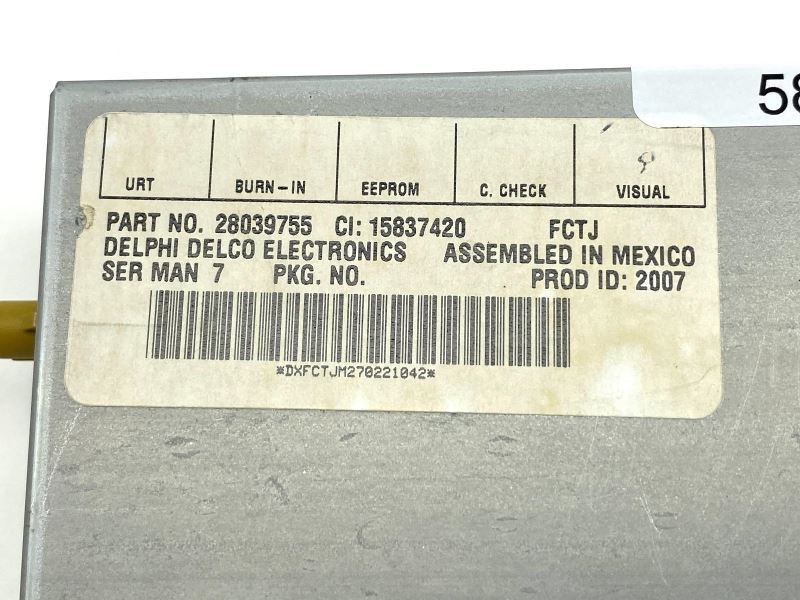 58
URT BURN-IN EEPROM C. CHECK VISUAL
PART NO. 28039755 CI: 15837420 FCTJ
DELPHI DELCO ELECTRONICS ASSEMBLED IN MEXICO
SER MAN 7 PKG. NO. PROD ID: 2007
*DXFCTJM270221042*